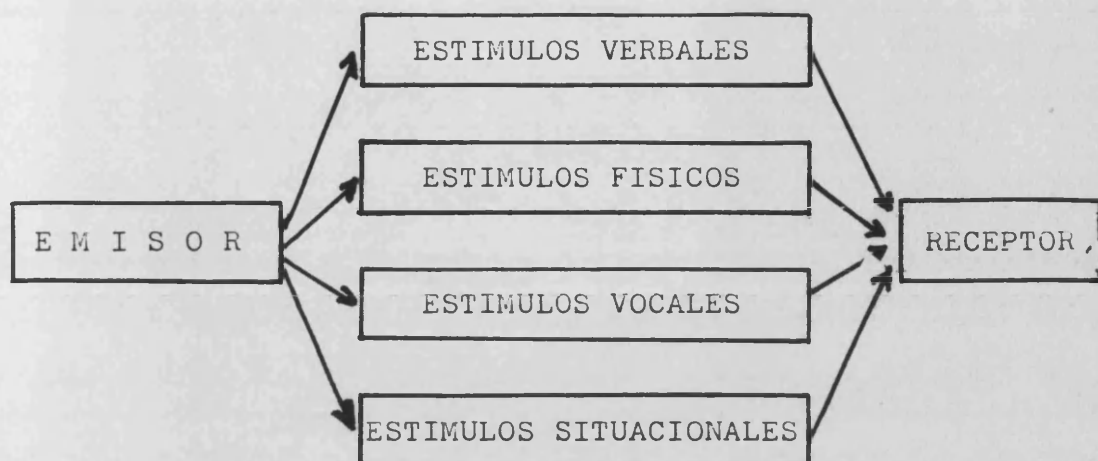 ESTIMULOS VERBALES
ESTIMULOS FISICOS
E M I S O R
RECEPTOR
ESTIMULOS VOCALES
ESTIMULOS SITUACIONALES